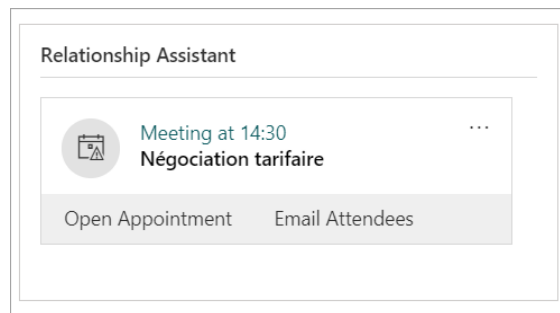 Relationship Assistant
Meeting at 14:30
...
Négociation tarifaire
Open Appointment Email Attendees